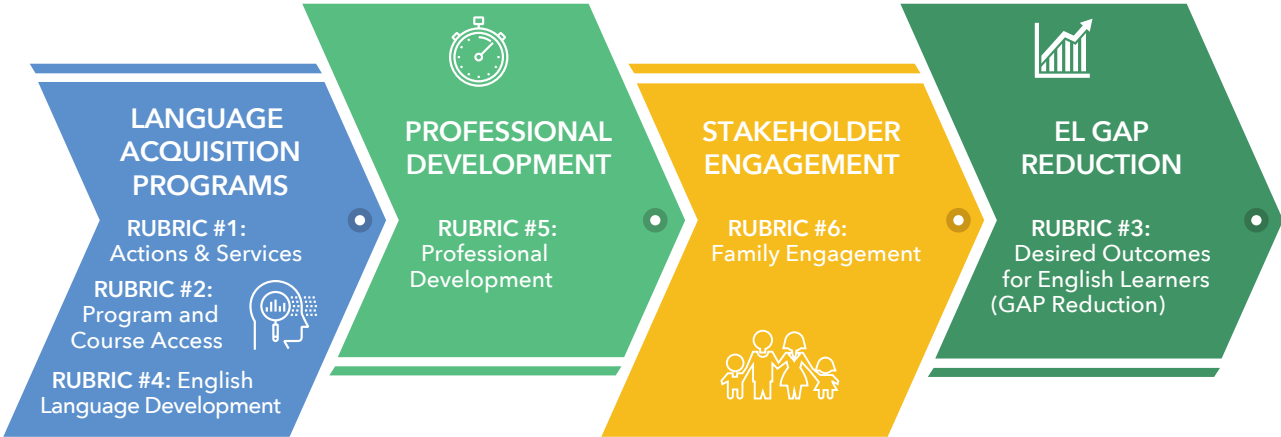 LANGUAGE
ACQUISITION
PROGRAMS
RUBRIC #1:
Actions & Services
RUBRIC #2:
Program and
Course Access
RUBRIC #4: English
Language Development
PROFESSIONAL
DEVELOPMENT
RUBRIC #5:
Professional
Development
STAKEHOLDER
ENGAGEMENT
RUBRIC #6:
Family Engagement
EL GAP
REDUCTION
RUBRIC #3:
Desired Outcomes
for English Learners
(GAP Reduction)